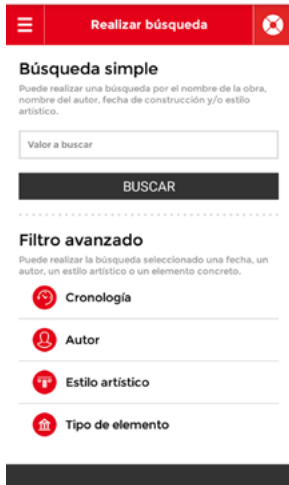 Realizar búsqueda
Búsqueda simple
Puede realizar una búsqueda por el nombre de la obra,
nombre del autor, fecha de construcción y/o estilo
artístico.
Valor a buscar
BUSCAR
Filtro avanzado
Puede realizar la búsqueda seleccionado una fecha, un
autor, un estilo artístico o un elemento concreto.
Cronología
Autor
Estilo artístico
Tipo de elemento